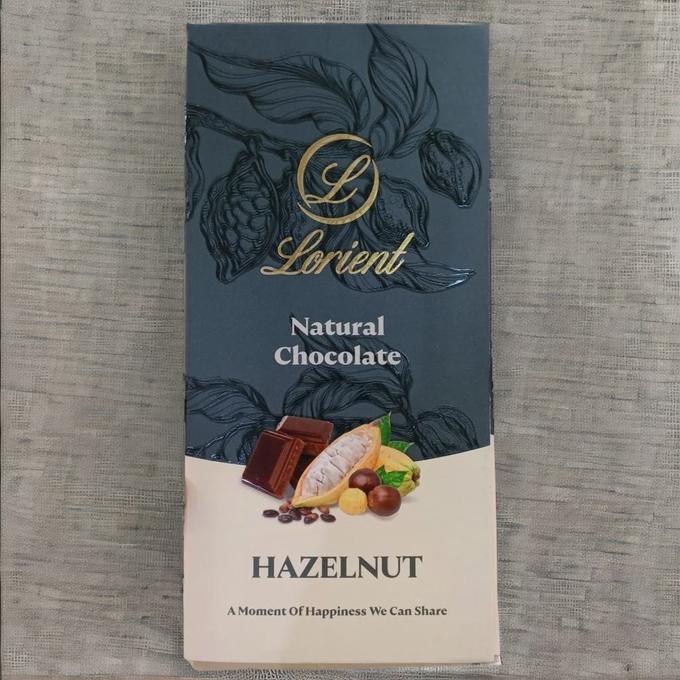 L
Lorient
Natural
Chocolate
HAZELNUT
A Moment Of Happiness We Can Share